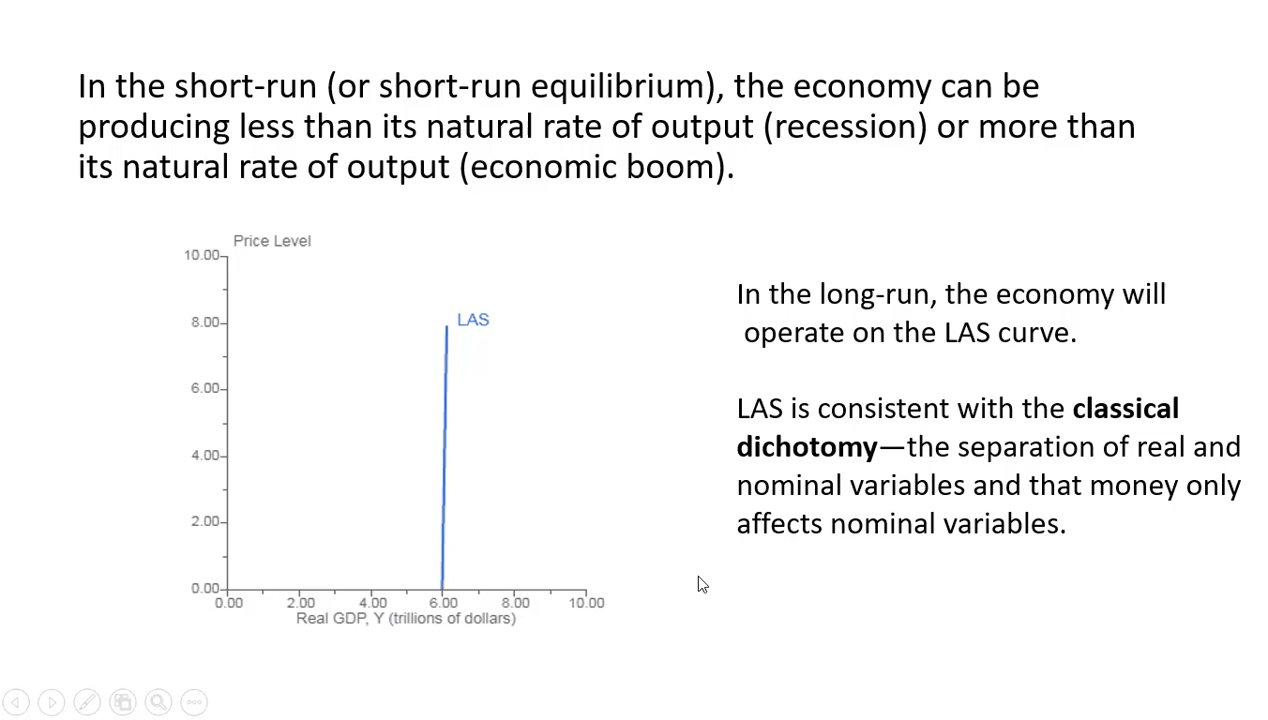 In the short-run (or short-run equilibrium), the economy can be
producing less than its natural rate of output (recession) or more than
its natural rate of output (economic boom).
Price Level
10.00
8.00
6.00
4.00
2.00
0.00
LAS
0.00 2.00 4.00 6.00 8.00 10.00
Real GDP, Y (trillions of dollars)
In the long-run, the economy will
operate on the LAS curve.
LAS is consistent with the classical
dichotomy—the separation of real and
nominal variables and that money only
affects nominal variables.